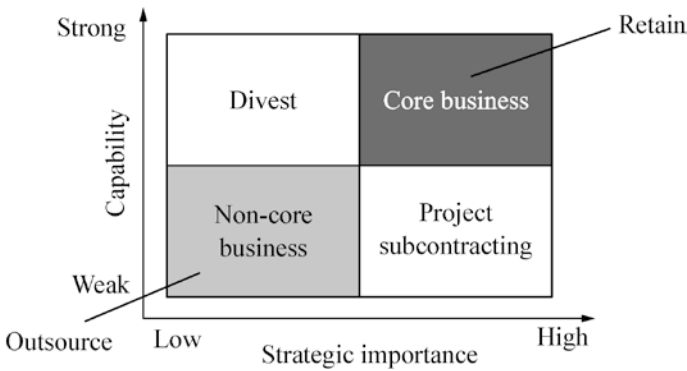 Strong
Retain
Divest
Core business
Capability
Non-core
business
Project
subcontracting
Weak
Outsource
Low
High
Strategic importance